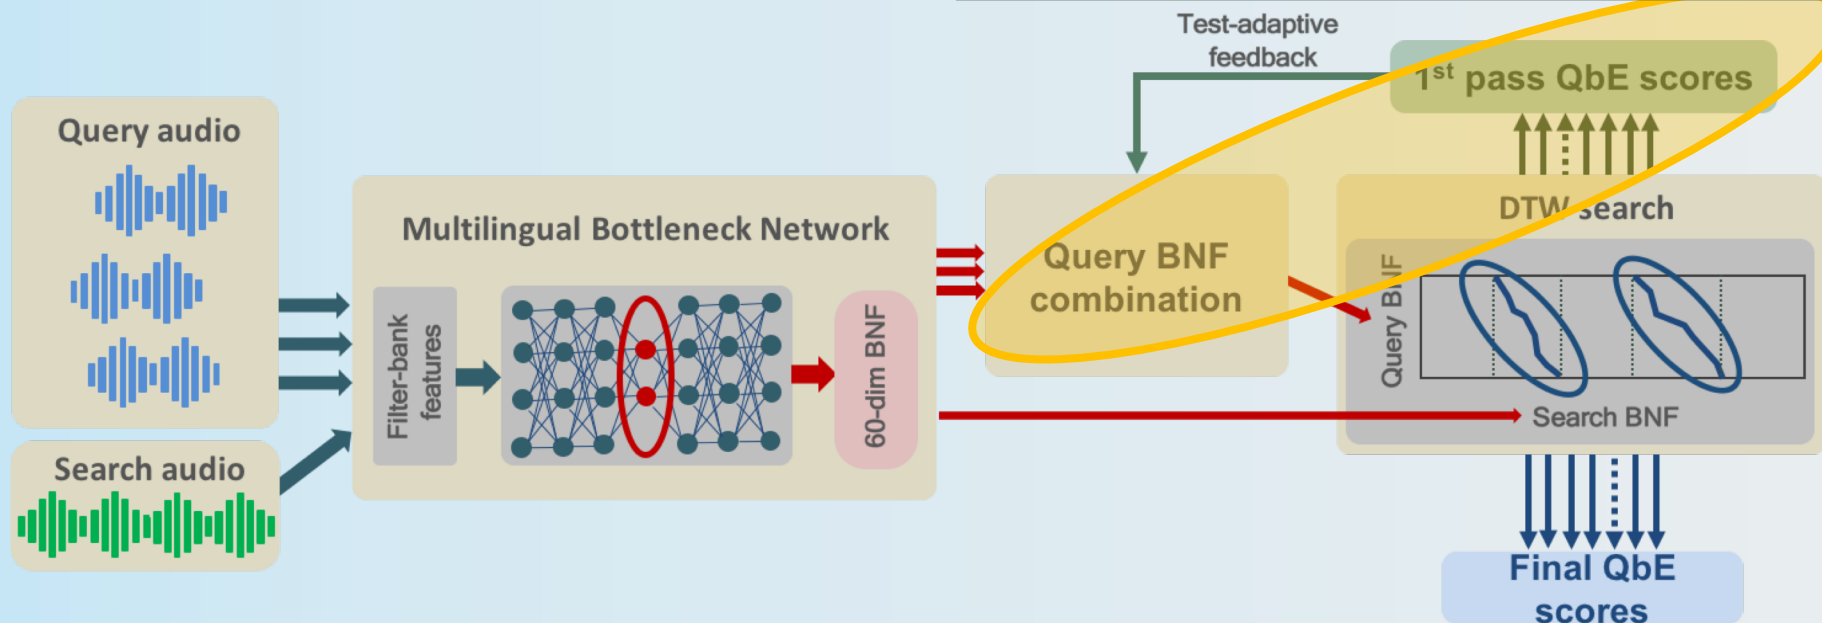 Test-adaptive
feedback
1st pass QbE scores
Query audio
Search audio
Multilingual Bottleneck Network
Filter-bank
features
60-dim BNF
Query BNF
combination
DTW search
Query BNF
Search BNF
Final QbE
scores